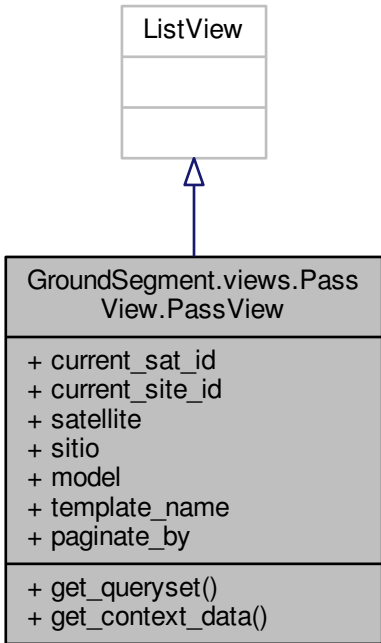 ListView
GroundSegment.views.Pass
View.PassView
+ current_sat_id
+ current_site_id
+ satellite
+ sitio
+ model
+ template_name
+ paginate_by
+ get_queryset()
+ get_context_data()